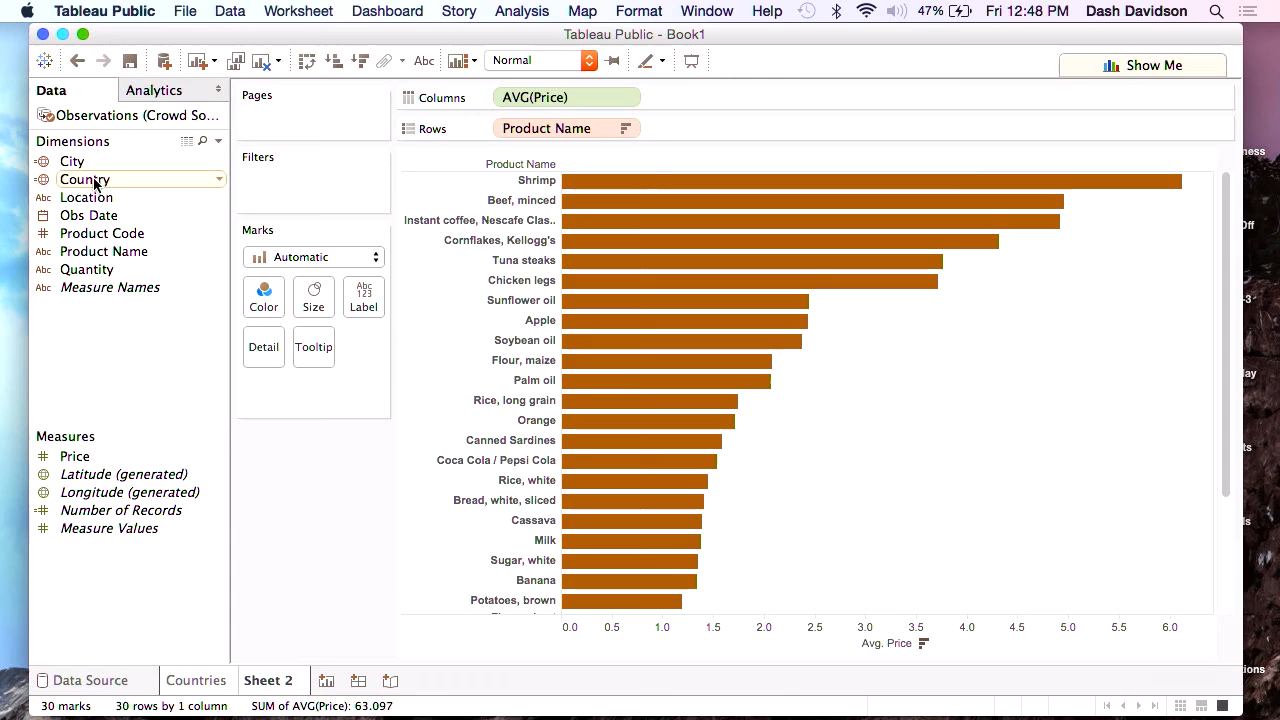 Tableau Public File Data Worksheet Dashboard Story Analysis Map Format Window Help 47% Fri 12:48 PM Dash Davidson
Tableau Public - Book1
Abc Normal Show Me
Data Analytics
Observations (Crowd So...
Dimensions
City
Country
Abc Location
Obs Date
Product Code
Abc Product Name
Abc Quantity
Abc Measure Names
Measures
Price
Latitude (generated)
Longitude (generated)
Number of Records
Measure Values
Pages
Filters
Marks
Automatic
Color Size Abc 123 Label
Detail Tooltip
Columns AVG(Price)
Rows Product Name
Product Name
Shrimp
Beef, minced
Instant coffee, Nescafe Clas..
Cornflakes, Kellogg's
Tuna steaks
Chicken legs
Sunflower oil
Apple
Soybean oil
Flour, maize
Palm oil
Rice, long grain
Orange
Canned Sardines
Coca Cola / Pepsi Cola
Rice, white
Bread, white, sliced
Cassava
Milk
Sugar, white
Banana
Potatoes, brown
0.0 0.5 1.0 1.5 2.0 2.5 3.0 3.5 4.0 4.5 5.0 5.5 6.0
Avg. Price
Data Source Countries Sheet 2
30 marks 30 rows by 1 column SUM of AVG(Price): 63.097